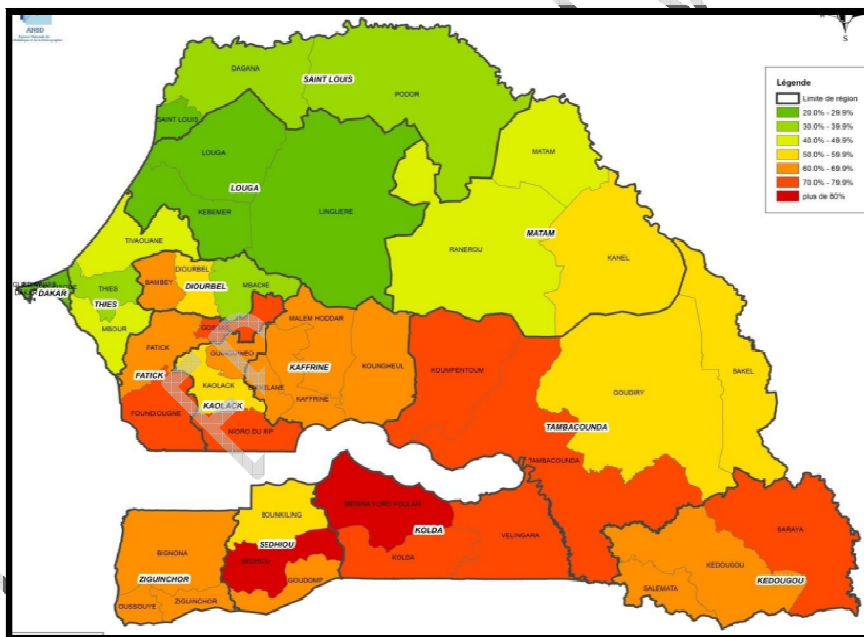 ANSD
S
Légende
Limite de région
20.0% - 29.9%
30.0% - 39.9%
40.0% - 49.9%
50.0% - 59.9%
60.0% - 69.9%
70.0% - 79.9%
plus de 80%
DAGANA
SAINT LOUIS
PODOR
SAINT LOUIS
LOUGA
LOUGA
MATAM
KEBEMER
LINGUERE
TIVAOUANE
MATAM
RANEROU
KANEL
DIOURBEL
BAMBEY
DIOURBEL
MBACKE
DAKAR
THIES
THIES
MBOUR
MALEM HODDAR
FATICK
KOUNGHEUL
KOUMPENTOUM
BAKEL
FATICK
KAFFRINE
KAOLACK
GOUDIRY
KAFFRINE
KAOLACK
FOUNDIOUGNE
NIORO DU RIP
TAMBACOUNDA
TAMBACOUNDA
MEDINA YORO FOULAH
BOUNKILING
SARAYA
KOLDA
VELINGARA
SEDHIOU
BIGNONA
SEDHIOU
KOLDA
KEDOUGOU
ZIGUINCHOR
GOUDOMP
KEDOUGOU
SALEMATA
ZIGUINCHOR
OUSSOUYE